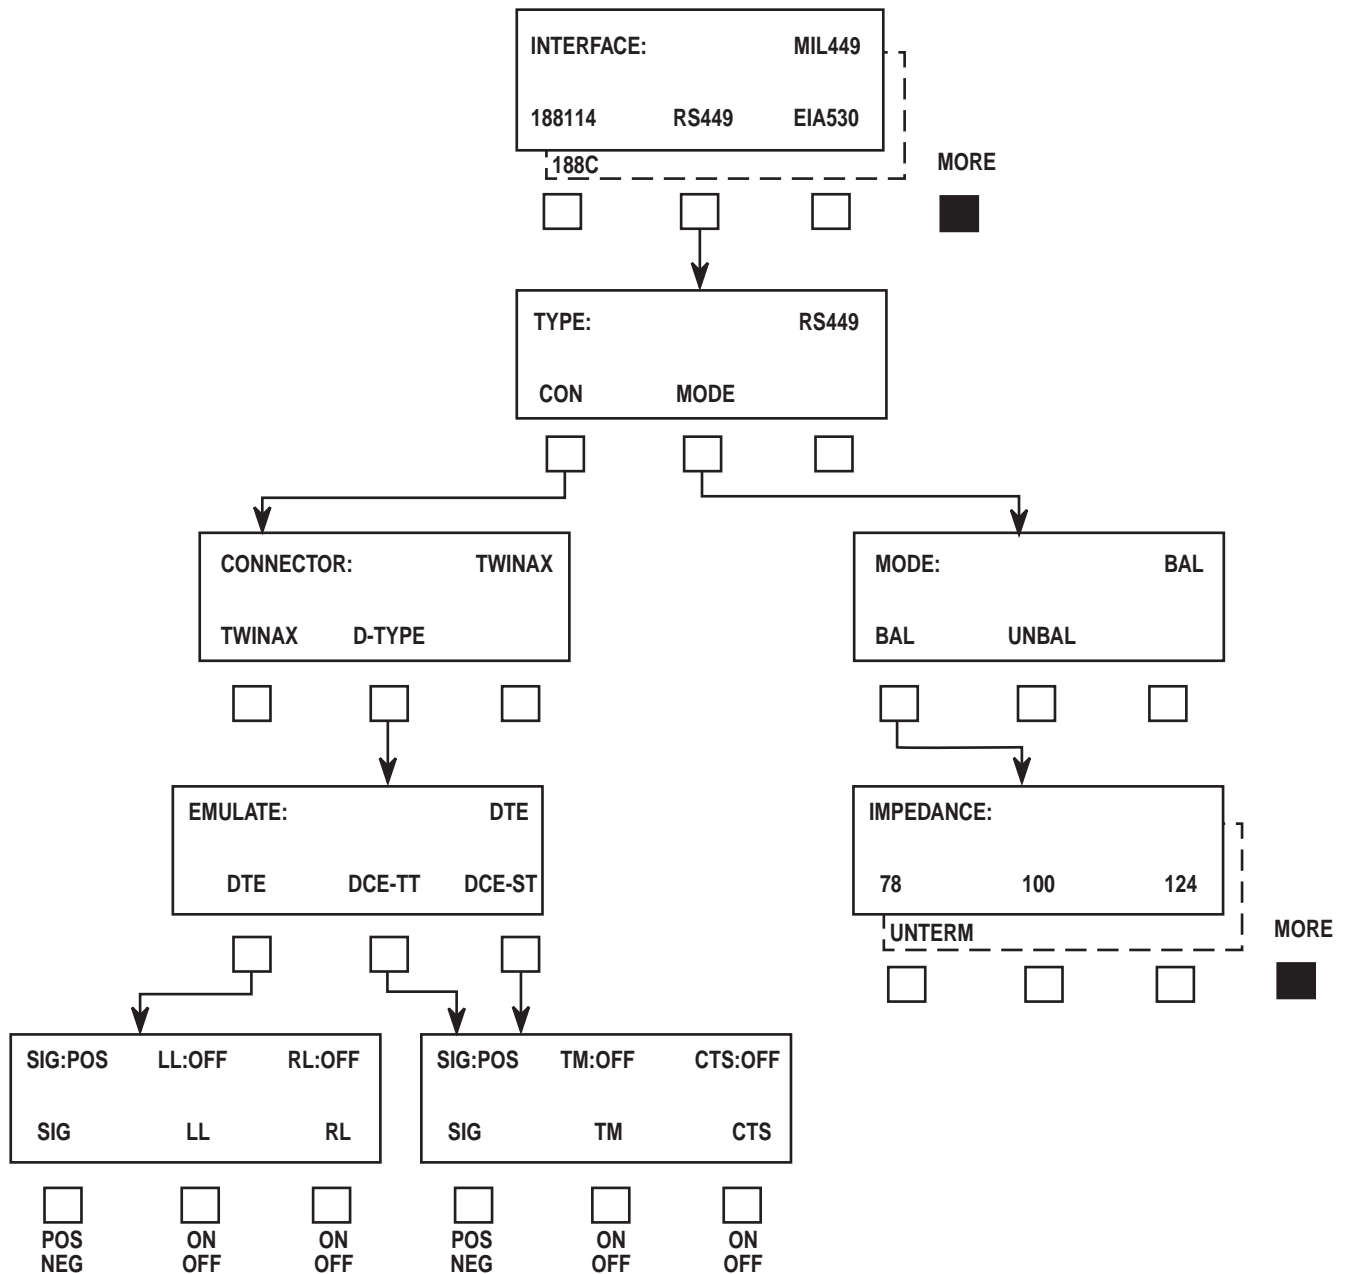 INTERFACE: MIL449
188114 RS449 EIA530
188C
MORE
TYPE: RS449
CON MODE
CONNECTOR: TWINAX
TWINAX D-TYPE
MODE: BAL
BAL UNBAL
EMULATE: DTE
DTE DCE-TT DCE-ST
IMPEDANCE:
78 100 124
UNTERM
MORE
SIG:POS LL:OFF RL:OFF
SIG LL RL
POS ON ON
NEG OFF OFF
SIG:POS TM:OFF CTS:OFF
SIG TM CTS
POS ON ON
NEG OFF OFF